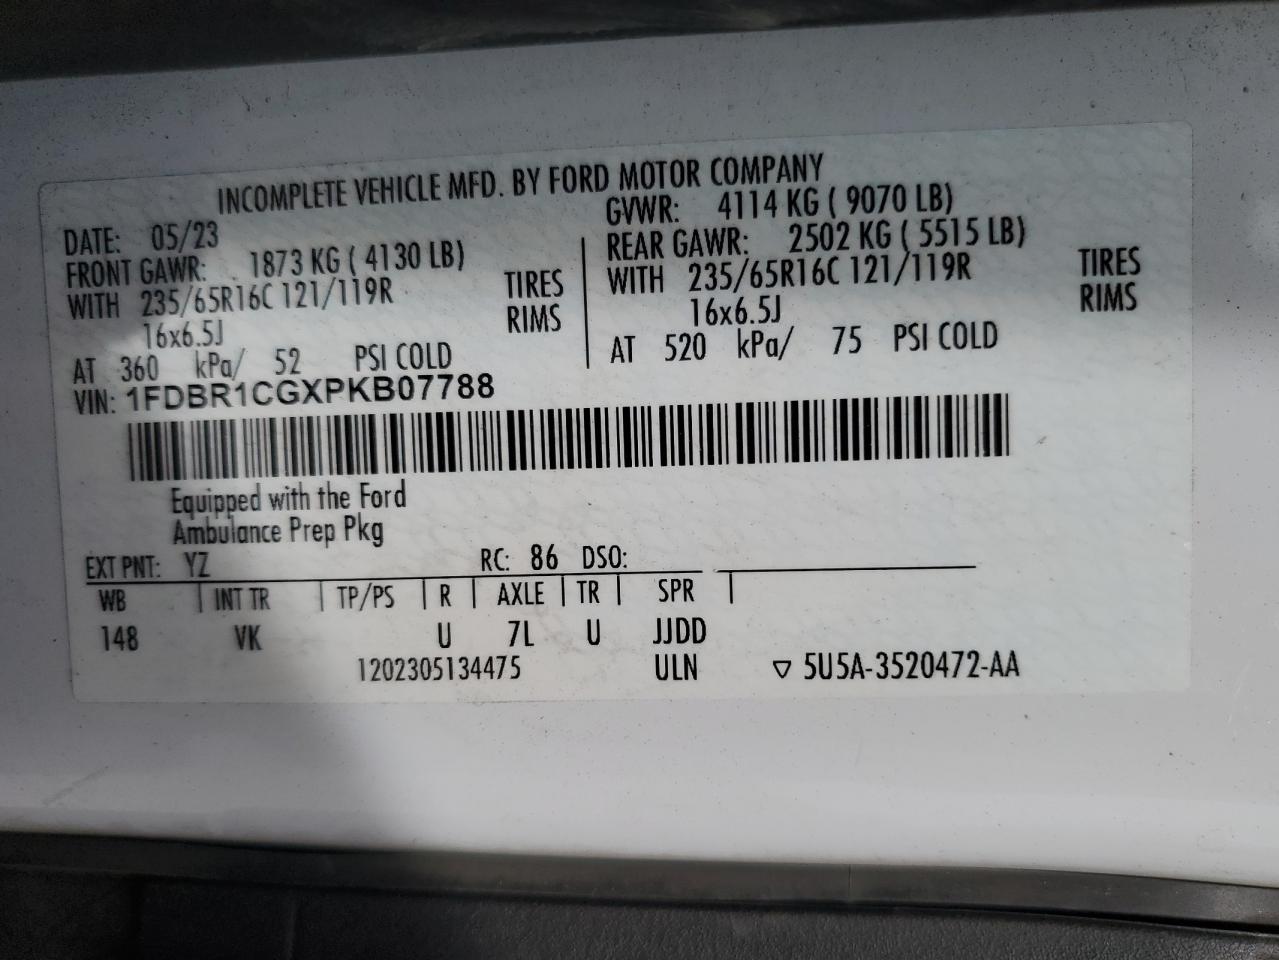 INCOMPLETE VEHICLE MFD. BY FORD MOTOR COMPANY
DATE: 05/23
GVWR: 4114 KG ( 9070 LB)
FRONT GAWR: 1873 KG ( 4130 LB)
REAR GAWR: 2502 KG ( 5515 LB)
WITH 235/65R16C 121/119R TIRES
WITH 235/65R16C 121/119R TIRES
16x6.5J RIMS
16x6.5J RIMS
AT 360 kPa/ 52 PSI COLD
AT 520 kPa/ 75 PSI COLD
VIN: 1FDBR1CGXPKB07788
Equipped with the Ford
Ambulance Prep Pkg
EXT PNT: YZ RC: 86 DSO:
WB INT TR TP/PS R AXLE TR SPR
148 VK U 7L U JJDD
1202305134475 ULN ▽ 5U5A-3520472-AA